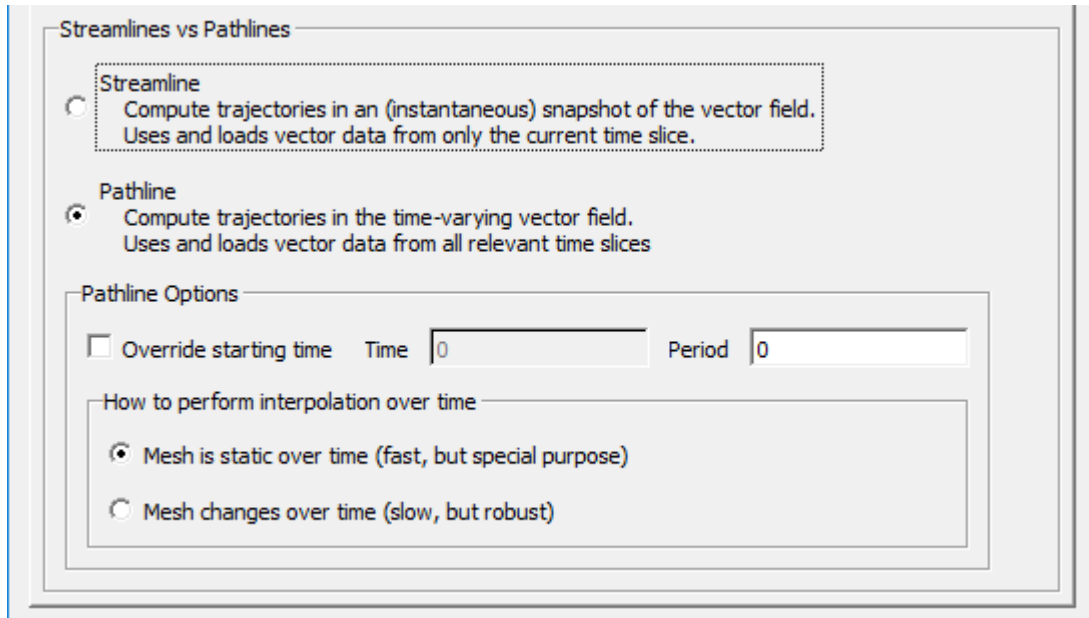 Streamlines vs Pathlines
Streamline
Compute trajectories in an (instantaneous) snapshot of the vector field.
Uses and loads vector data from only the current time slice.
Pathline
Compute trajectories in the time-varying vector field.
Uses and loads vector data from all relevant time slices
Pathline Options
Override starting time Time 0 Period 0
How to perform interpolation over time
Mesh is static over time (fast, but special purpose)
Mesh changes over time (slow, but robust)